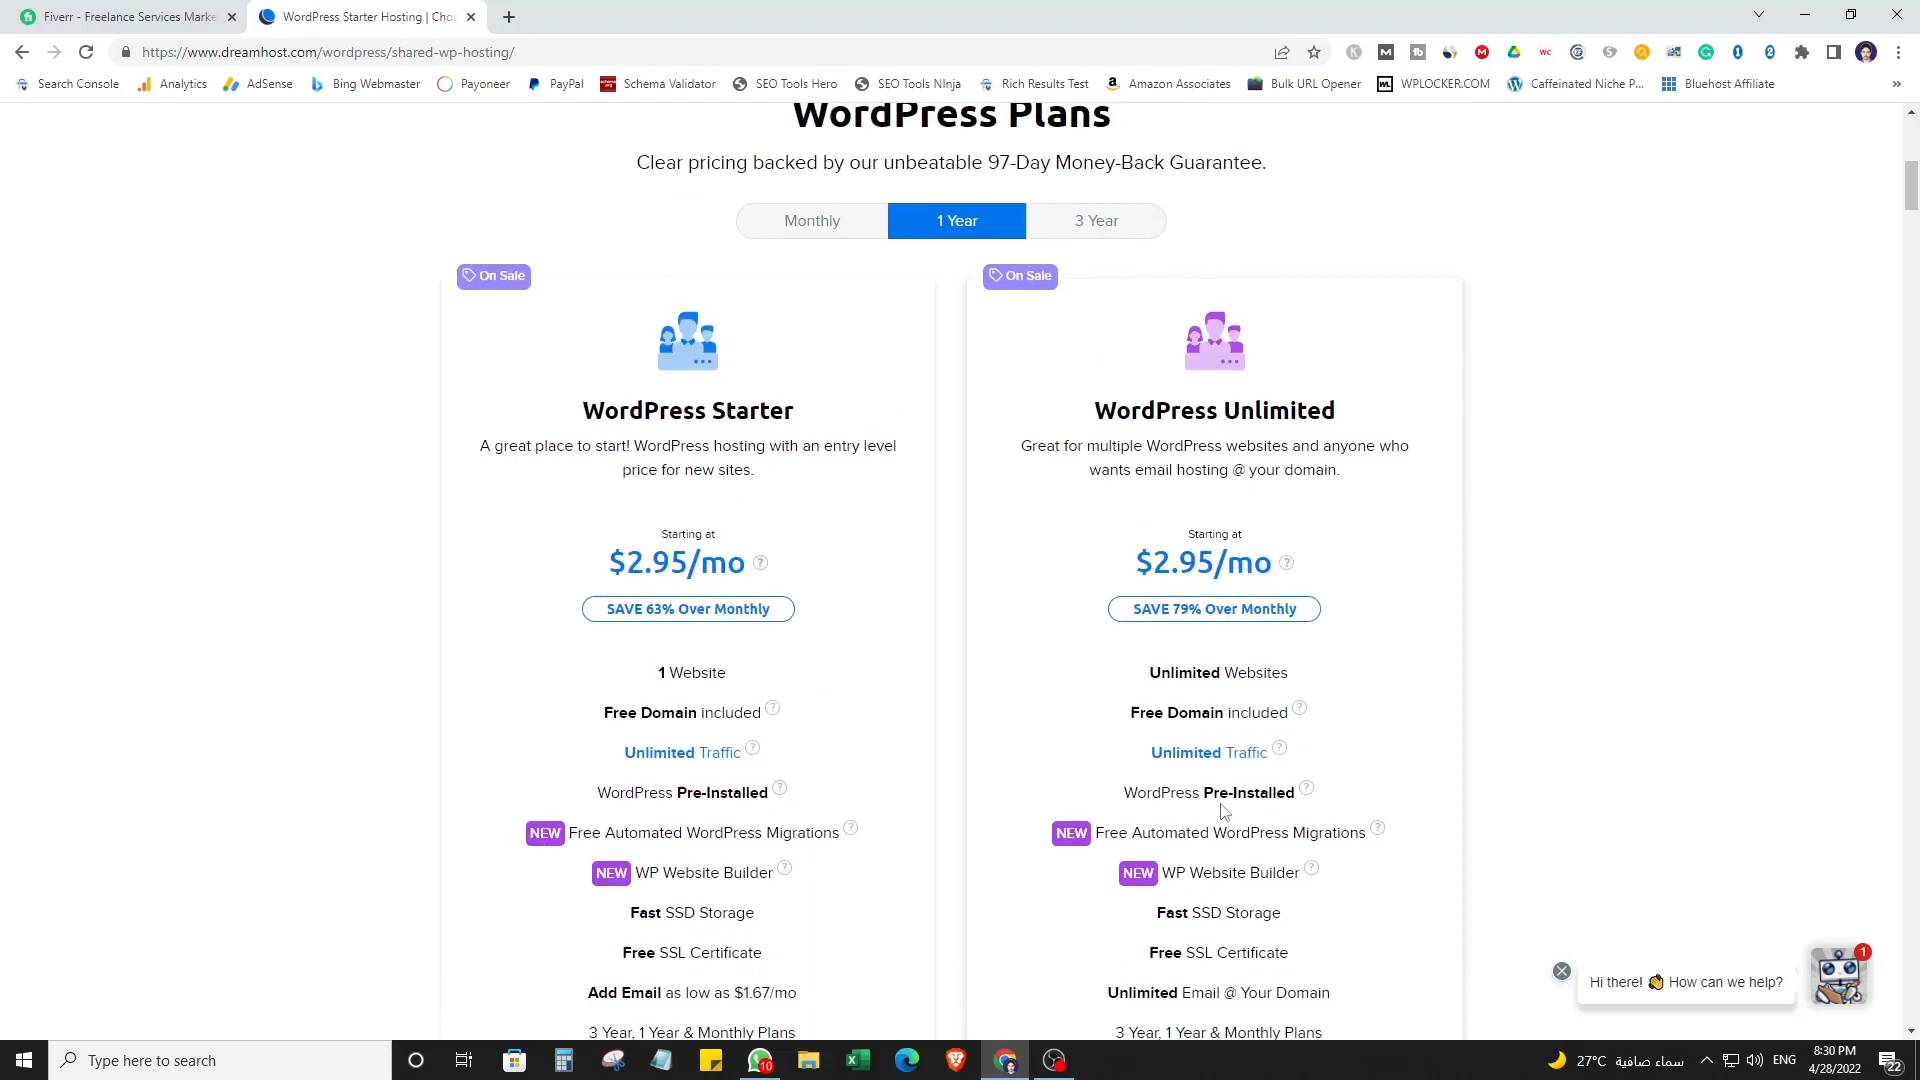 Fiverr - Freelance Services Marke
WordPress Starter Hosting | Choo
https://www.dreamhost.com/wordpress/shared-wp-hosting/
Search Console
Analytics
AdSense
Bing Webmaster
Payoneer
PayPal
Schema Validator
SEO Tools Hero
SEO Tools NInja
Rich Results Test
Amazon Associates
Bulk URL Opener
WPLOCKER.COM
Caffeinated Niche P...
Bluehost Affiliate
WordPress Plans
Clear pricing backed by our unbeatable 97-Day Money-Back Guarantee.
Monthly
1 Year
3 Year
On Sale
WordPress Starter
A great place to start! WordPress hosting with an entry level
price for new sites.
Starting at
$2.95/mo
SAVE 63% Over Monthly
1 Website
Free Domain included
Unlimited Traffic
WordPress Pre-Installed
NEW Free Automated WordPress Migrations
NEW WP Website Builder
Fast SSD Storage
Free SSL Certificate
Add Email as low as $1.67/mo
3 Year, 1 Year & Monthly Plans
On Sale
WordPress Unlimited
Great for multiple WordPress websites and anyone who
wants email hosting @ your domain.
Starting at
$2.95/mo
SAVE 79% Over Monthly
Unlimited Websites
Free Domain included
Unlimited Traffic
WordPress Pre-Installed
NEW Free Automated WordPress Migrations
NEW WP Website Builder
Fast SSD Storage
Free SSL Certificate
Unlimited Email @ Your Domain
3 Year, 1 Year & Monthly Plans
Hi there! 👋 How can we help?
1
Type here to search
10
27°C سماء صافية
ENG
8:30 PM
4/28/2022
22